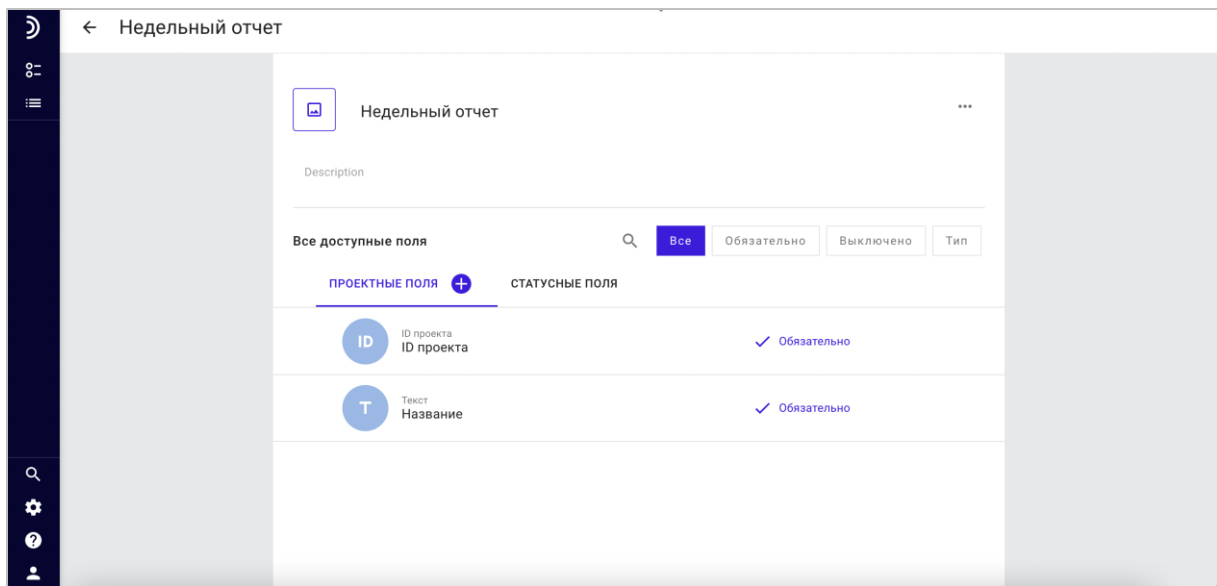 Недельный отчет
Недельный отчет
Description
Все доступные поля
Все Обязательно Выключено Тип
ПРОЕКТНЫЕ ПОЛЯ СТАТУСНЫЕ ПОЛЯ
ID
ID проекта
ID проекта
Обязательно
T
Текст
Название
Обязательно